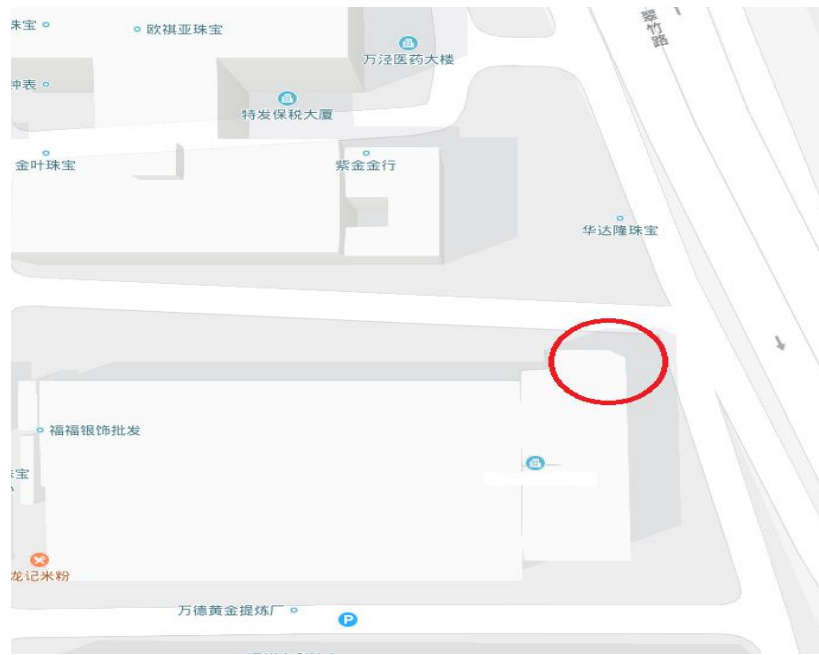 珠宝
欧祺亚珠宝
翠竹路
万泾医药大楼
钟表
特发保税大厦
金叶珠宝
紫金金行
华达隆珠宝
福福银饰批发
珠宝
龙记米粉
万德黄金提炼厂
P